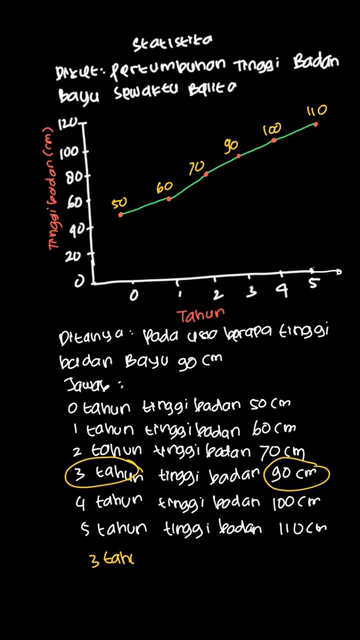 Statistika
Diket: Pertumbuhan Tinggi Badan
Bayu Sewaktu Balita
Tinggi badan (cm)
120
100
80
60
40
20
0
50
60
70
90
100
110
0 1 2 3 4 5
Tahun
Ditanya: Pada usia berapa tinggi
badan Bayu 90 cm
Jawab:
0 tahun tinggi badan 50 cm
1 tahun tinggi badan 60 cm
2 tahun tinggi badan 70 cm
3 tahun tinggi badan 90 cm
4 tahun tinggi badan 100 cm
5 tahun tinggi badan 110 cm
3 tah